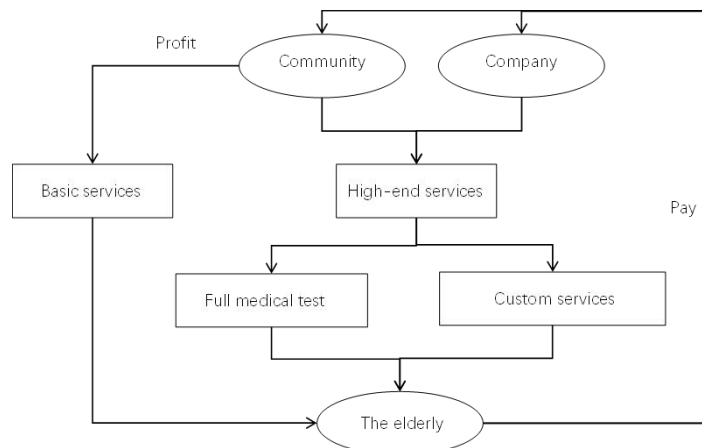 Profit
Community
Company
Basic services
High-end services
Pay
Full medical test
Custom services
The elderly